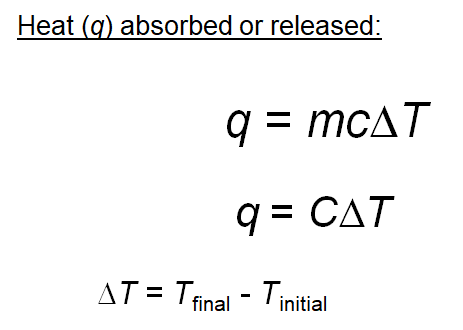 Heat (q) absorbed or released:
q = mcΔT
q = CΔT
ΔT = Tfinal - Tinitial